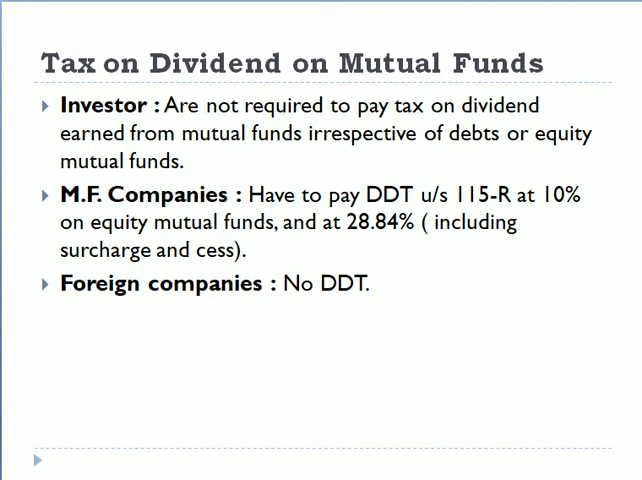 Tax on Dividend on Mutual Funds
Investor : Are not required to pay tax on dividend
earned from mutual funds irrespective of debts or equity
mutual funds.
M.F. Companies : Have to pay DDT u/s 115-R at 10%
on equity mutual funds, and at 28.84% ( including
surcharge and cess).
Foreign companies : No DDT.